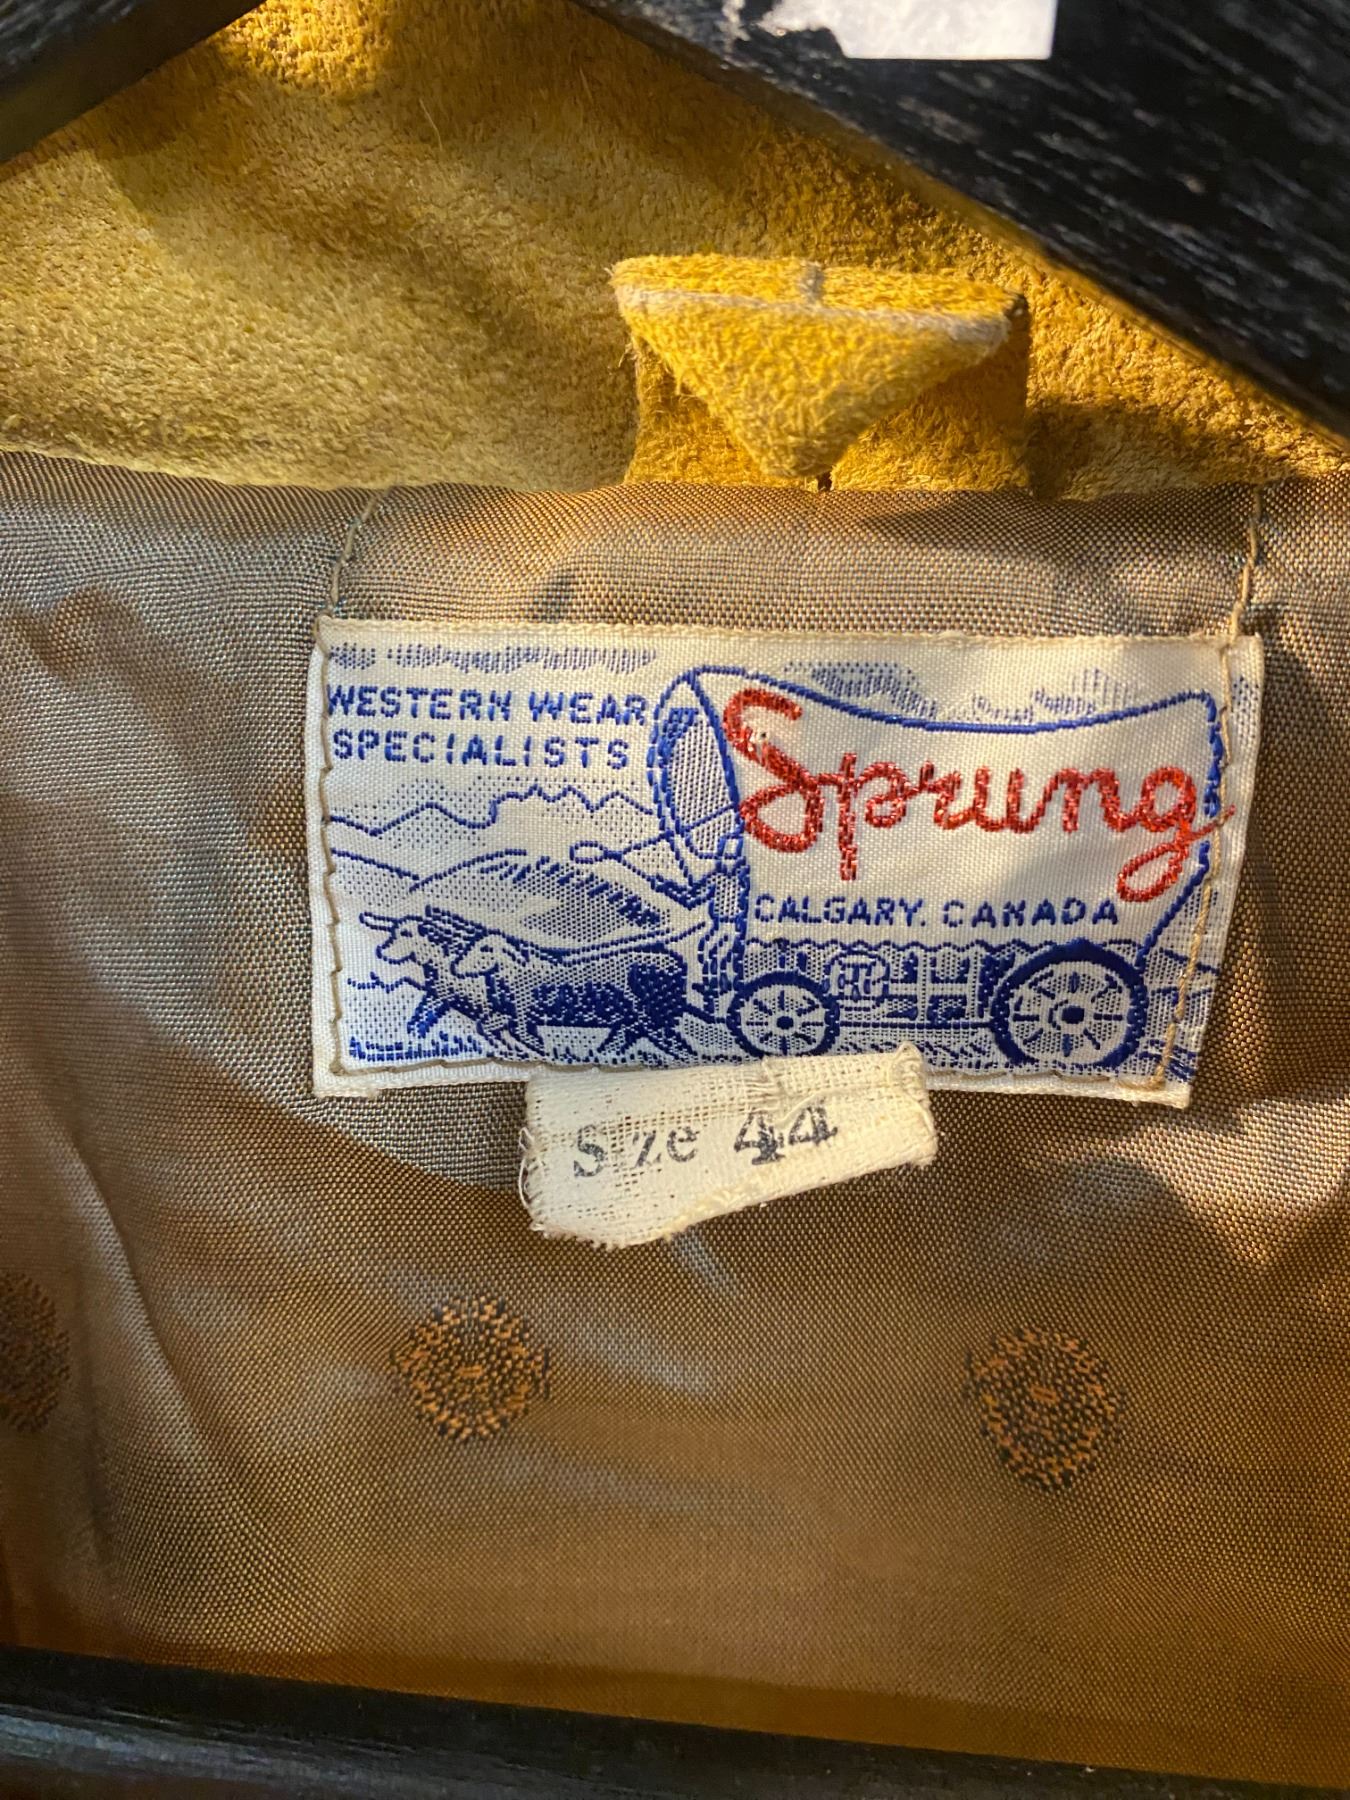 WESTERN WEAR
SPECIALISTS
Sprung
CALGARY. CANADA
Size 44